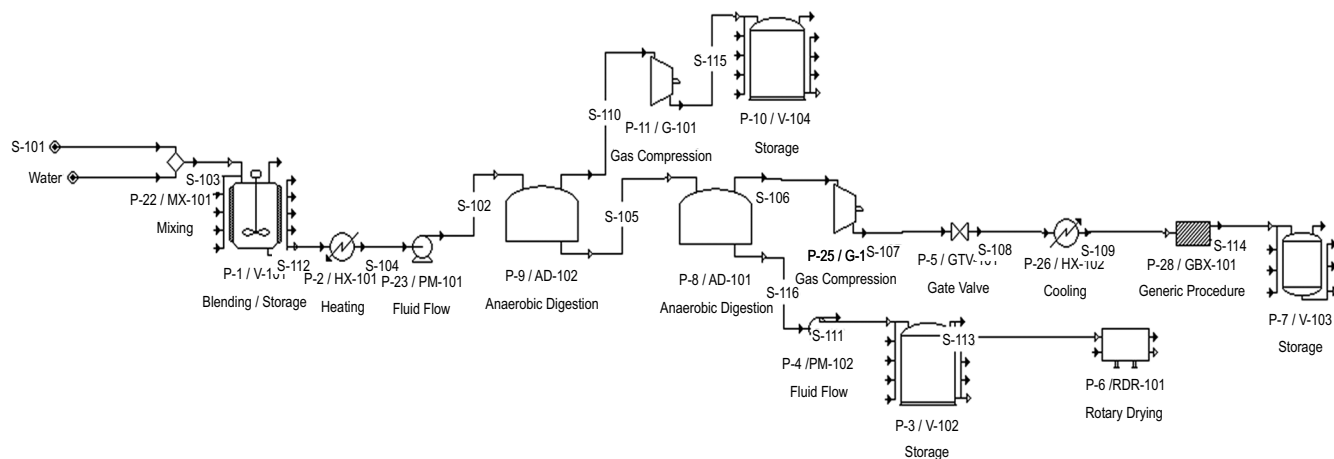 S-115
S-110
P-11 / G-101
Gas Compression
P-10 / V-104
Storage
S-101
Water
S-103
P-22 / MX-101
Mixing
S-102
S-105
S-106
P-1 / V-101
Blending / Storage
S-112
P-2 / HX-101
Heating
S-104
P-23 / PM-101
Fluid Flow
P-9 / AD-102
Anaerobic Digestion
P-8 / AD-101
Anaerobic Digestion
P-25 / G-1
Gas Compression
S-107
P-5 / GTV-101
Gate Valve
S-108
P-26 / HX-102
Cooling
S-109
P-28 / GBX-101
Generic Procedure
S-114
P-7 / V-103
Storage
S-116
S-111
P-4 /PM-102
Fluid Flow
S-113
P-3 / V-102
Storage
P-6 /RDR-101
Rotary Drying